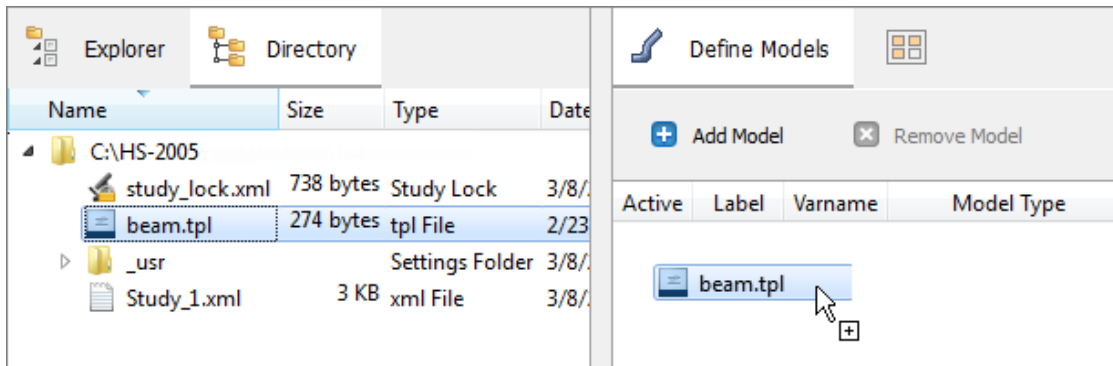 Explorer Directory
Name Size Type Date
C:\HS-2005
study_lock.xml 738 bytes Study Lock 3/8/
beam.tpl 274 bytes tpl File 2/23
_usr Settings Folder 3/8/
Study_1.xml 3 KB xml File 3/8/
Define Models
Add Model Remove Model
Active Label Varname Model Type
beam.tpl